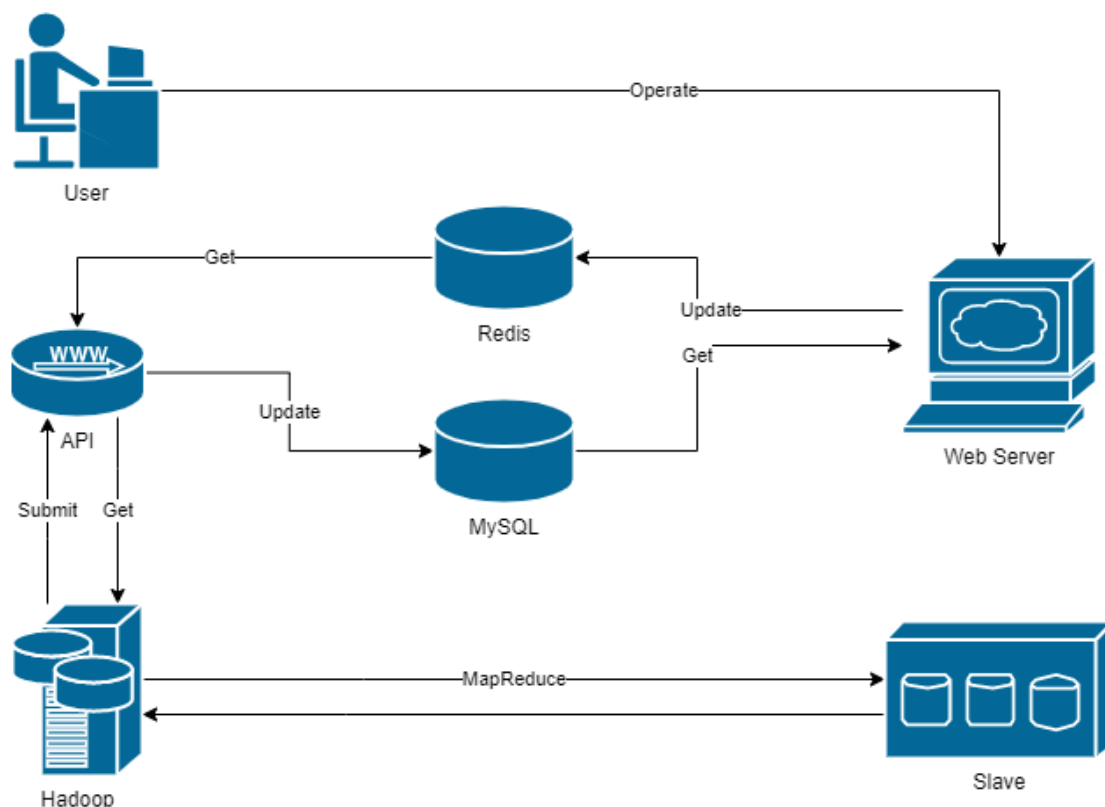 Operate
User
Get
Redis
Update
Get
WWW
Update
API
Web Server
MySQL
Submit
Get
MapReduce
Slave
Hadoop